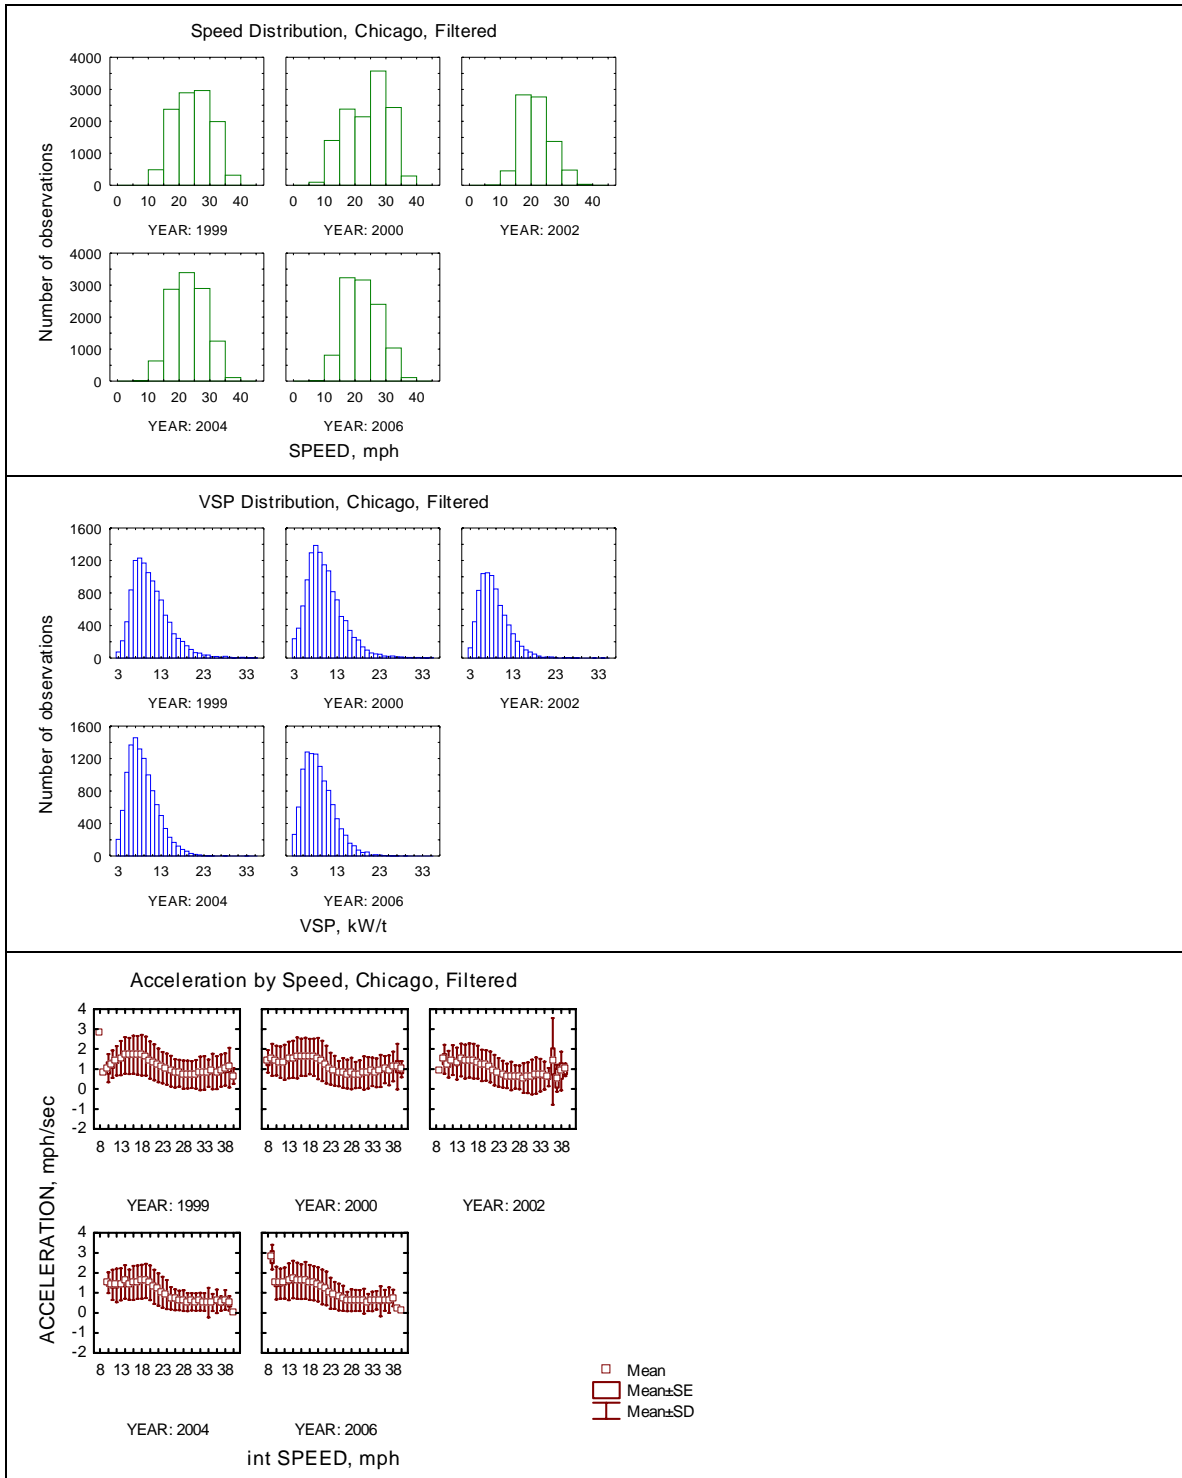 Speed Distribution, Chicago, Filtered
Number of observations
4000
3000
2000
1000
0
0 10 20 30 40
YEAR: 1999
0 10 20 30 40
YEAR: 2000
0 10 20 30 40
YEAR: 2002
4000
3000
2000
1000
0
0 10 20 30 40
YEAR: 2004
0 10 20 30 40
YEAR: 2006
SPEED, mph
VSP Distribution, Chicago, Filtered
Number of observations
1600
1200
800
400
0
3 13 23 33
YEAR: 1999
3 13 23 33
YEAR: 2000
3 13 23 33
YEAR: 2002
1600
1200
800
400
0
3 13 23 33
YEAR: 2004
3 13 23 33
YEAR: 2006
VSP, kW/t
Acceleration by Speed, Chicago, Filtered
ACCELERATION, mph/sec
4
3
2
1
0
-1
-2
8 13 18 23 28 33 38
YEAR: 1999
8 13 18 23 28 33 38
YEAR: 2000
8 13 18 23 28 33 38
YEAR: 2002
4
3
2
1
0
-1
-2
8 13 18 23 28 33 38
YEAR: 2004
8 13 18 23 28 33 38
YEAR: 2006
int SPEED, mph
Mean
Mean±SE
Mean±SD